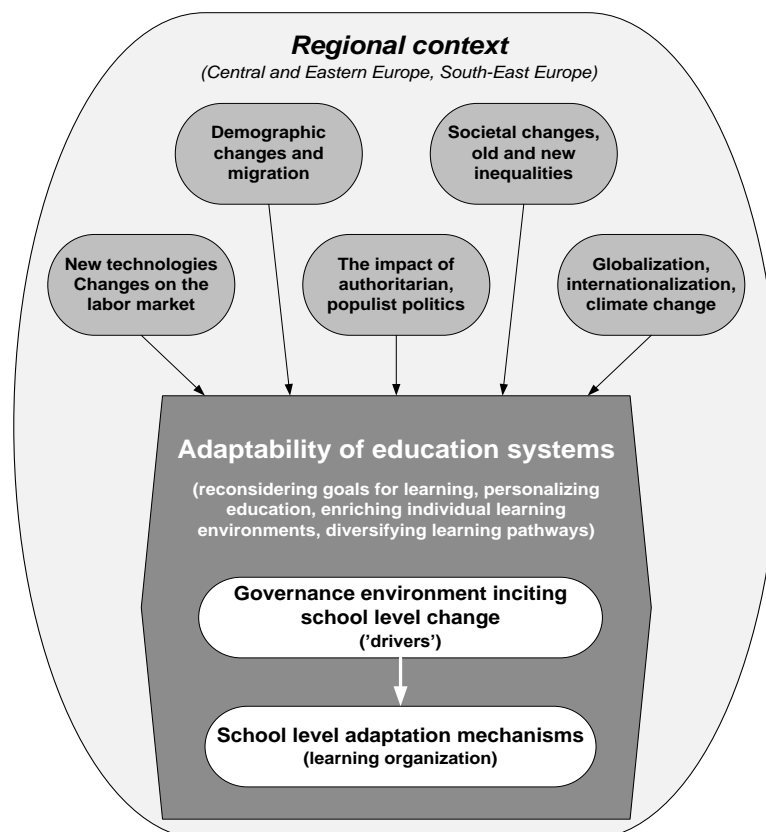 Regional context
(Central and Eastern Europe, South-East Europe)
Demographic
changes and
migration
Societal changes,
old and new
inequalities
New technologies
Changes on the
labor market
The impact of
authoritarian,
populist politics
Globalization,
internationalization,
climate change
Adaptability of education systems
(reconsidering goals for learning, personalizing
education, enriching individual learning
environments, diversifying learning pathways)
Governance environment inciting
school level change
('drivers')
School level adaptation mechanisms
(learning organization)